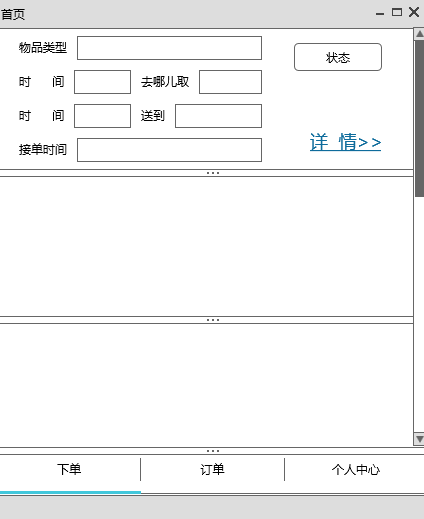 首页
物品类型
状态
时 间 去哪儿取
时 间 送到
详 情>>
接单时间
下单 订单 个人中心